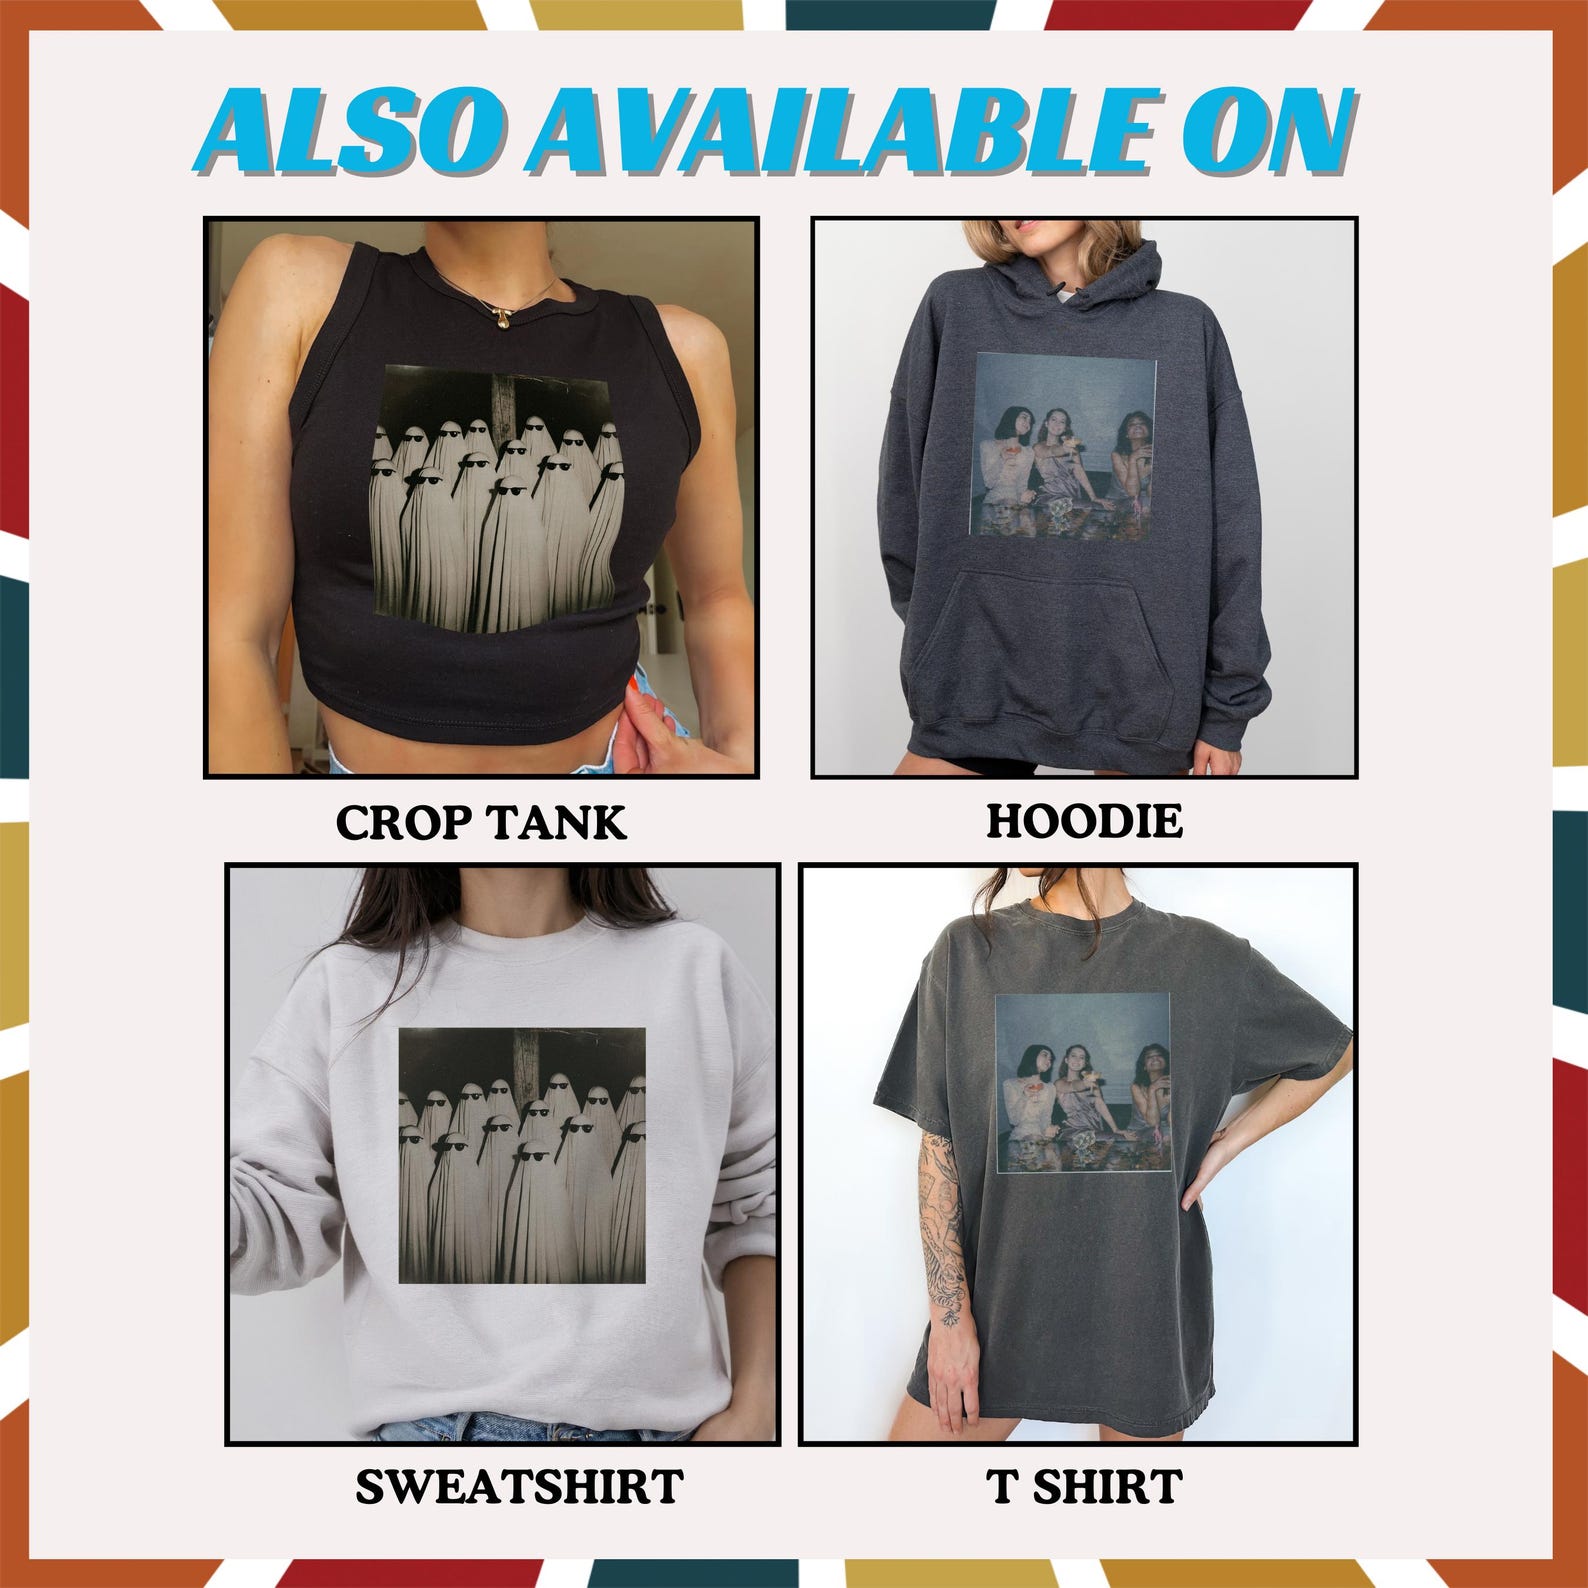 ALSO AVAILABLE ON
CROP TANK
HOODIE
SWEATSHIRT
T SHIRT